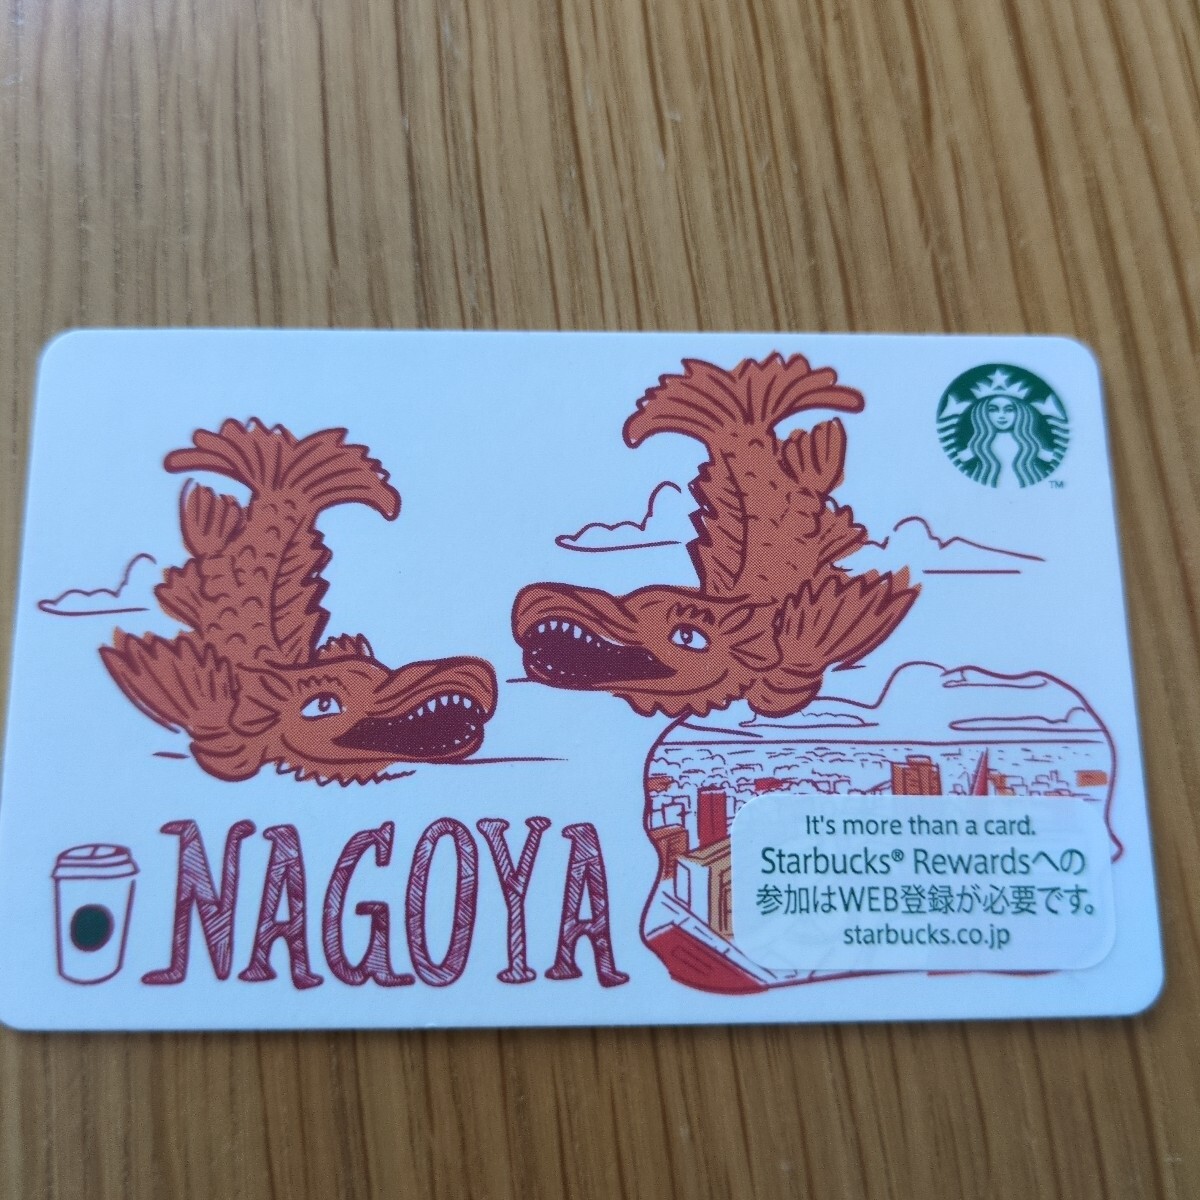 TM
NAGOYA
It's more than a card.
Starbucks® Rewardsへの
参加はWEB登録が必要です。
starbucks.co.jp